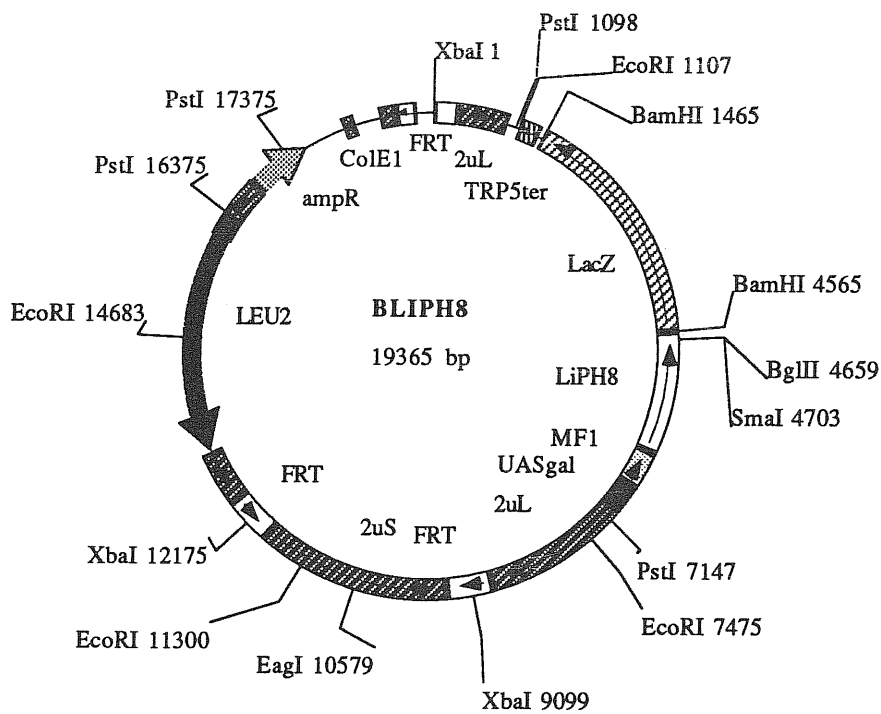 PstI 1098
XbaI 1
EcoRI 1107
PstI 17375
BamHI 1465
PstI 16375
ColE1
FRT
2uL
ampR
TRP5ter
LacZ
BamHI 4565
EcoRI 14683
LEU2
BLIPH8
19365 bp
LiPH8
BglII 4659
SmaI 4703
MF1
UASgal
FRT
2uL
2uS
FRT
XbaI 12175
PstI 7147
EcoRI 11300
EcoRI 7475
EagI 10579
XbaI 9099